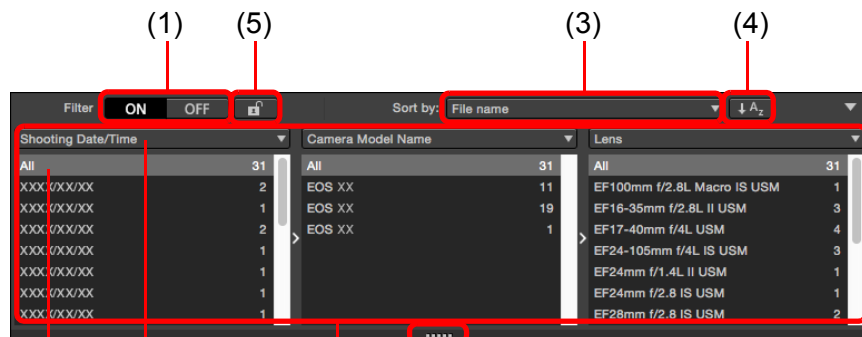 (1) (5) (3) (4)
Filter ON OFF Sort by: File name A z
Shooting Date/Time Camera Model Name Lens
All 31 All 31 All 31
XXXX/XX/XX 2 EOS XX 11 EF100mm f/2.8L Macro IS USM 1
XXXX/XX/XX 1 EOS XX 19 EF16-35mm f/2.8L II USM 3
XXXX/XX/XX 2 EOS XX 1 EF17-40mm f/4L USM 4
XXXX/XX/XX 1 EF24-105mm f/4L IS USM 3
XXXX/XX/XX 1 EF24mm f/1.4L II USM 1
XXXX/XX/XX 1 EF24mm f/2.8 IS USM 1
XXXX/XX/XX 1 EF28mm f/2.8 IS USM 2